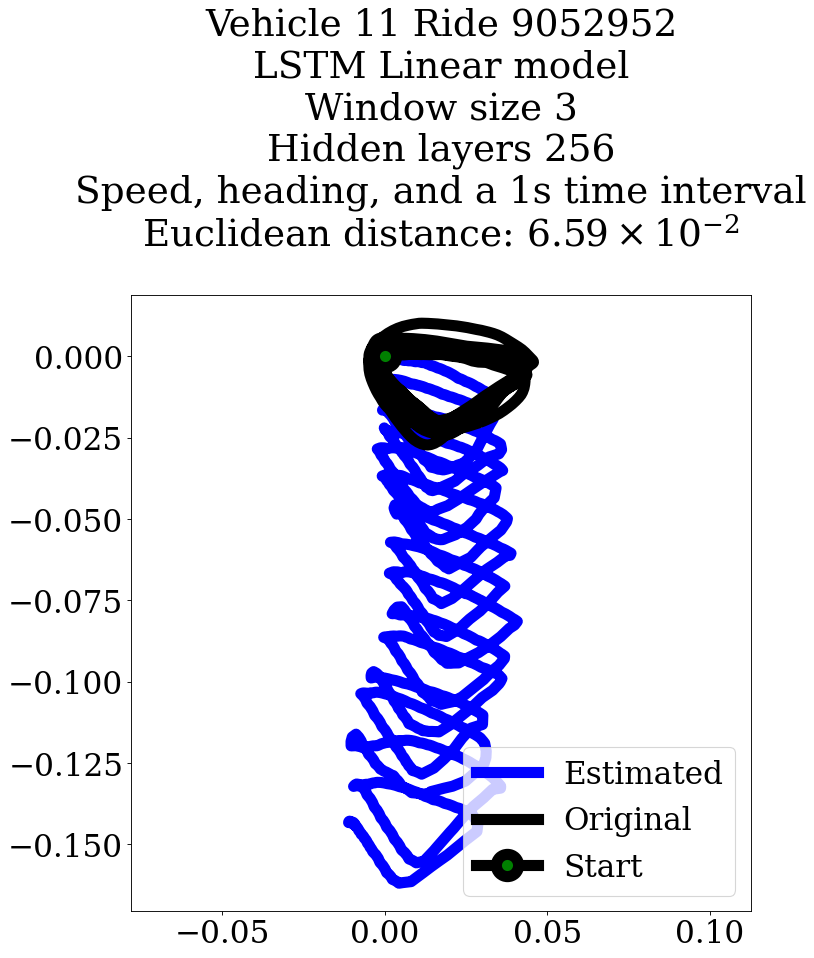 Vehicle 11 Ride 9052952
LSTM Linear model
Window size 3
Hidden layers 256
Speed, heading, and a 1s time interval
Euclidean distance: 6.59 × 10⁻²
0.000
−0.025
−0.050
−0.075
−0.100
−0.125
−0.150
Estimated
Original
Start
−0.05 0.00 0.05 0.10